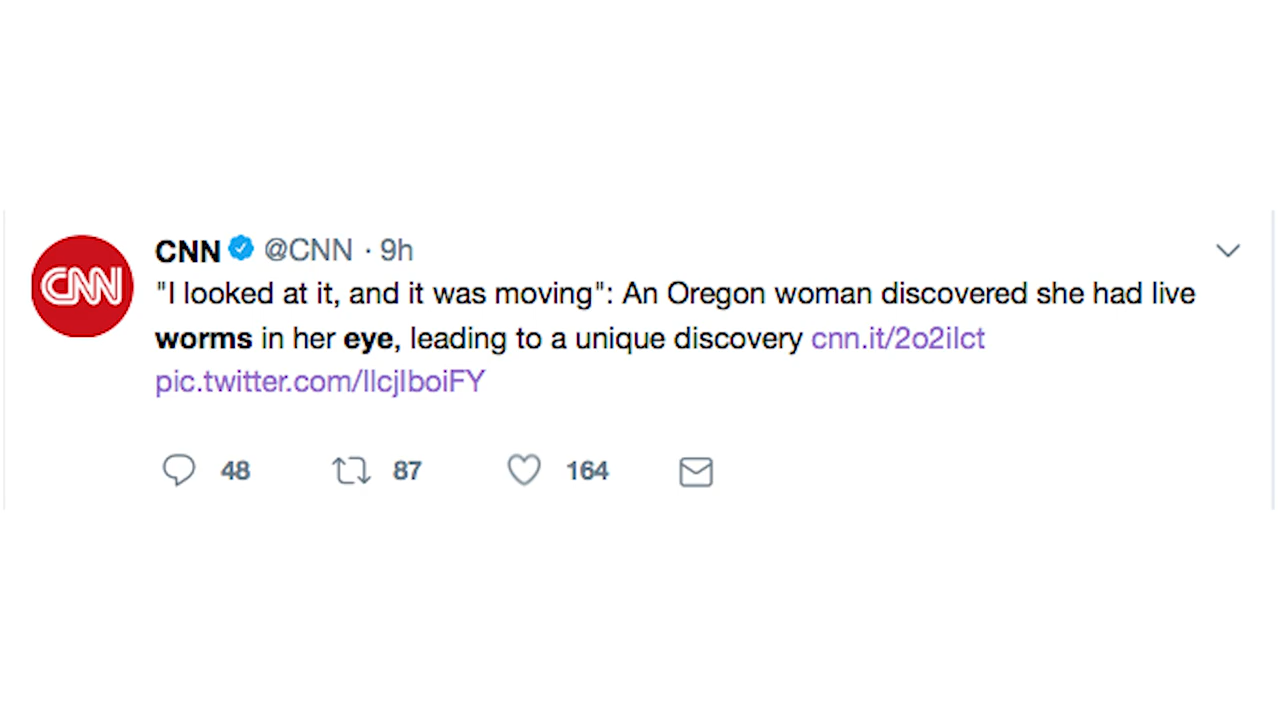 CNN
CNN @CNN · 9h
"I looked at it, and it was moving": An Oregon woman discovered she had live
worms in her eye, leading to a unique discovery cnn.it/2o2ilct
pic.twitter.com/llcjlboiFY
48 87 164